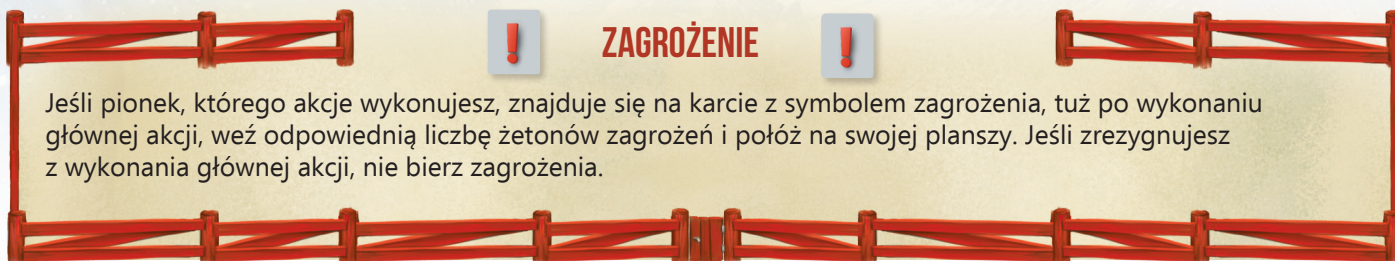 ZAGROŻENIE
Jeśli pionek, którego akcje wykonujesz, znajduje się na karcie z symbolem zagrożenia, tuż po wykonaniu
głównej akcji, weź odpowiednią liczbę żetonów zagrożeń i połóż na swojej planszy. Jeśli zrezygnujesz
z wykonania głównej akcji, nie bierz zagrożenia.